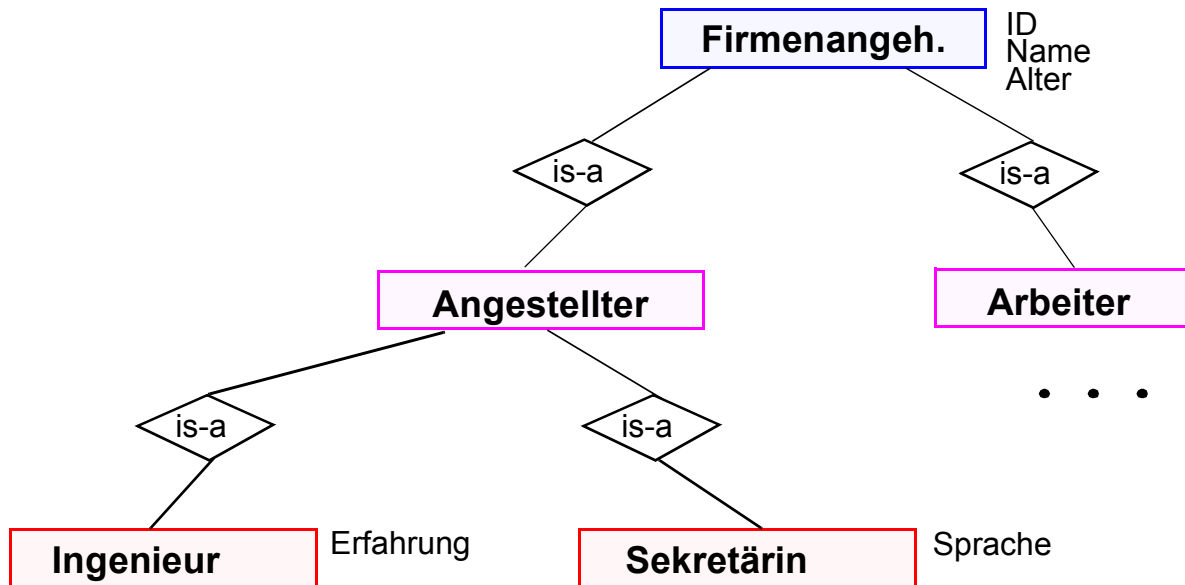 Firmenangeh.
ID
Name
Alter
is-a
is-a
Angestellter
Arbeiter
. . .
is-a
is-a
Ingenieur
Erfahrung
Sekretärin
Sprache